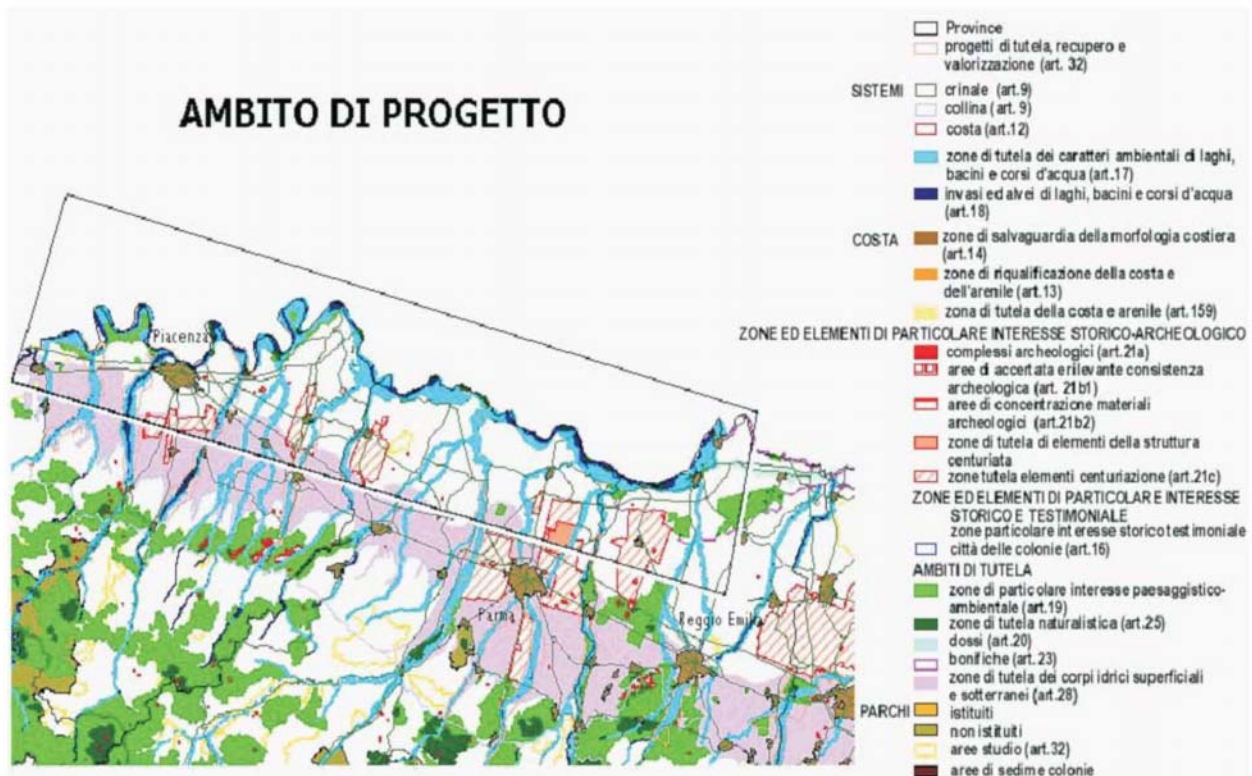 AMBITO DI PROGETTO
Piacenza
Parma
Reggio Emilia
Province
progetti di tutela, recupero e
valorizzazione (art. 32)
SISTEMI
crinale (art.9)
collina (art. 9)
costa (art.12)
zone di tutela dei caratteri ambientali di laghi,
bacini e corsi d'acqua (art.17)
invasi ed alvei di laghi, bacini e corsi d'acqua
(art.18)
COSTA
zone di salvaguardia della morfologia costiera
(art.14)
zone di riqualificazione della costa e
dell'arenile (art.13)
zona di tutela della costa e arenile (art.159)
ZONE ED ELEMENTI DI PARTICOLARE INTERESSE STORICO-ARCHEOLOGICO
complessi archeologici (art.21a)
aree di accertata e rilevante consistenza
archeologica (art. 21b1)
aree di concentrazione materiali
archeologici (art.21b2)
zone di tutela di elementi della struttura
centuriata
zone tutela elementi centuriazione (art.21c)
ZONE ED ELEMENTI DI PARTICOLARE INTERESSE
STORICO E TESTIMONIALE
zone particolare interesse storico testimoniale
città delle colonie (art.16)
AMBITI DI TUTELA
zone di particolare interesse paesaggistico-
ambientale (art.19)
zone di tutela naturalistica (art.25)
dossi (art.20)
bonifiche (art.23)
zone di tutela dei corpi idrici superficiali
e sotterranei (art.28)
PARCHI
istituiti
non istituiti
aree studio (art.32)
aree di sedime colonie